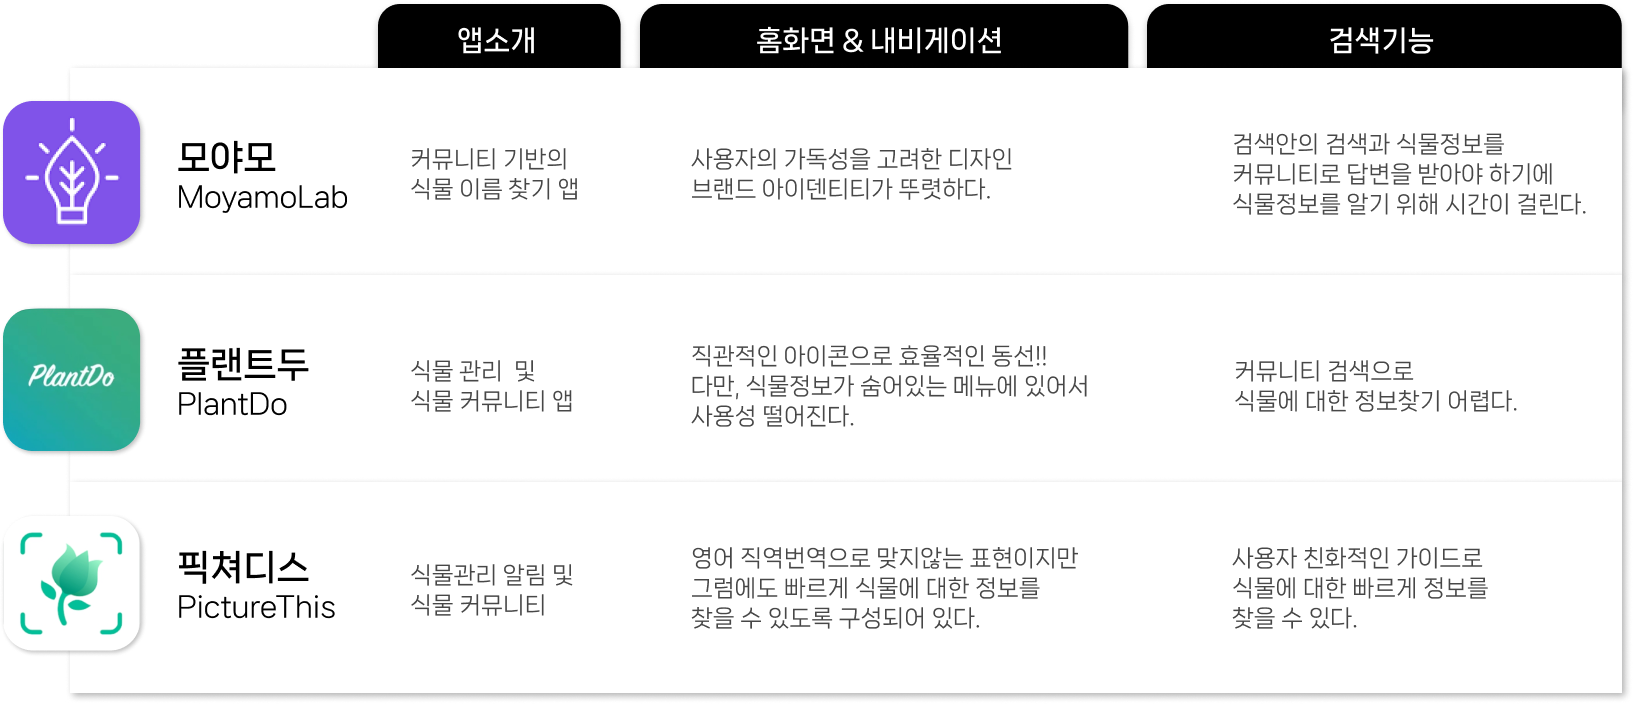 앱소개
홈화면 & 내비게이션
검색기능
모야모
MoyamoLab
커뮤니티 기반의
식물 이름 찾기 앱
사용자의 가독성을 고려한 디자인
브랜드 아이덴티티가 뚜렷하다.
검색안의 검색과 식물정보를
커뮤니티로 답변을 받아야 하기에
식물정보를 알기 위해 시간이 걸린다.
PlantDo
플랜트두
PlantDo
식물 관리  및
식물 커뮤니티 앱
직관적인 아이콘으로 효율적인 동선!!
다만, 식물정보가 숨어있는 메뉴에 있어서
사용성 떨어진다.
커뮤니티 검색으로
식물에 대한 정보찾기 어렵다.
픽쳐디스
PictureThis
식물관리 알림 및
식물 커뮤니티
영어 직역번역으로 맞지않는 표현이지만
그럼에도 빠르게 식물에 대한 정보를
찾을 수 있도록 구성되어 있다.
사용자 친화적인 가이드로
식물에 대한 빠르게 정보를
찾을 수 있다.